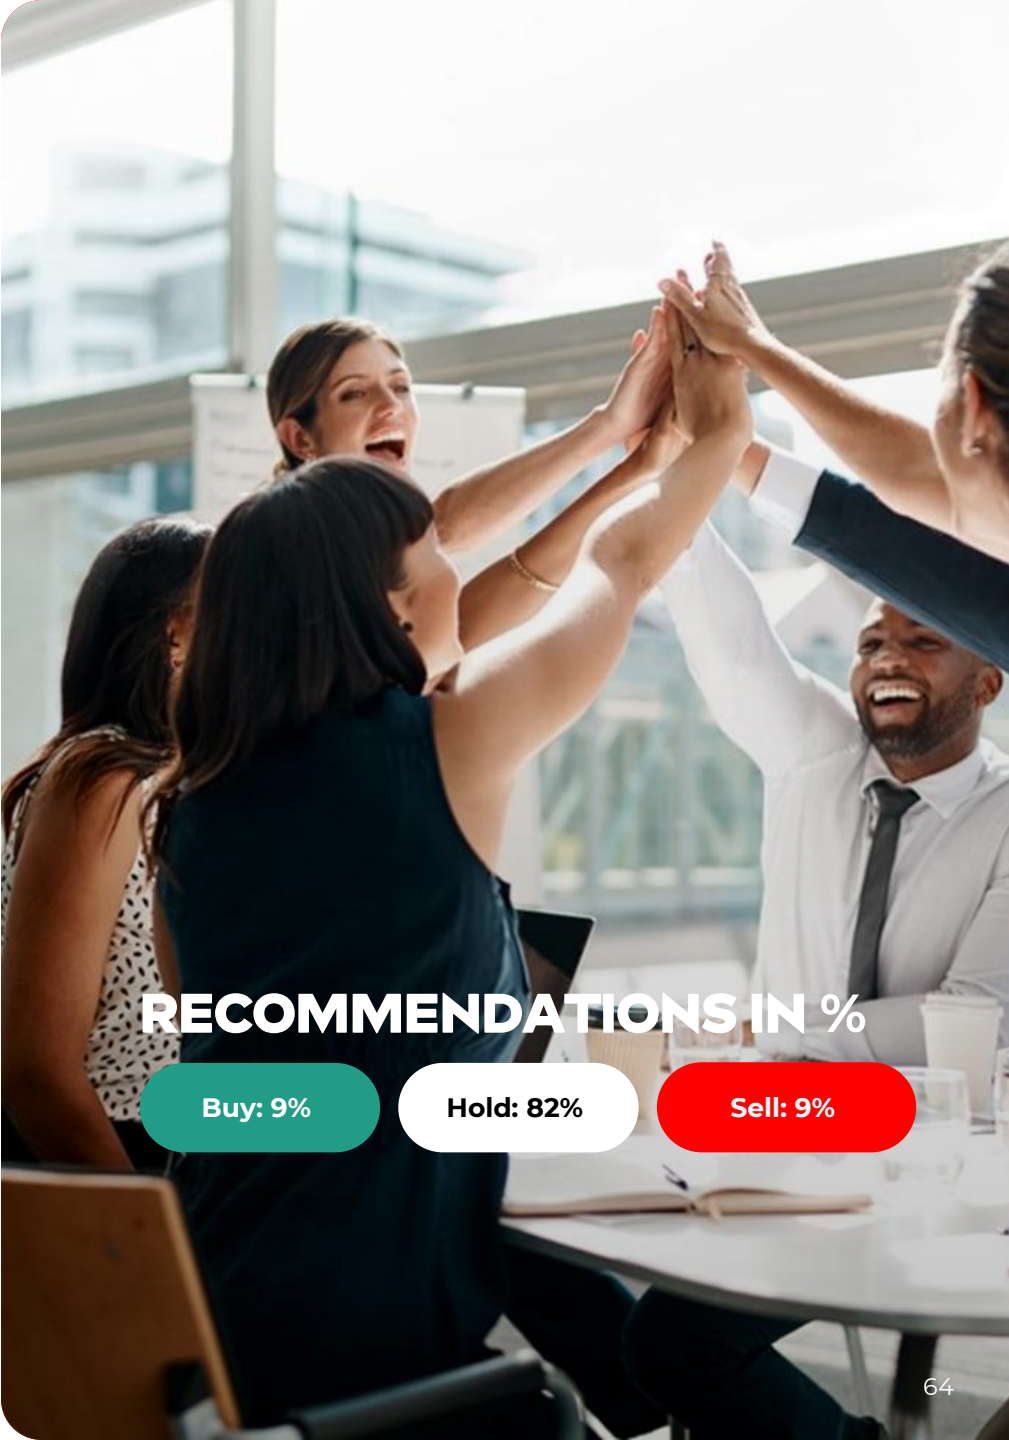 RECOMMENDATIONS IN %
Buy: 9%
Hold: 82%
Sell: 9%
64